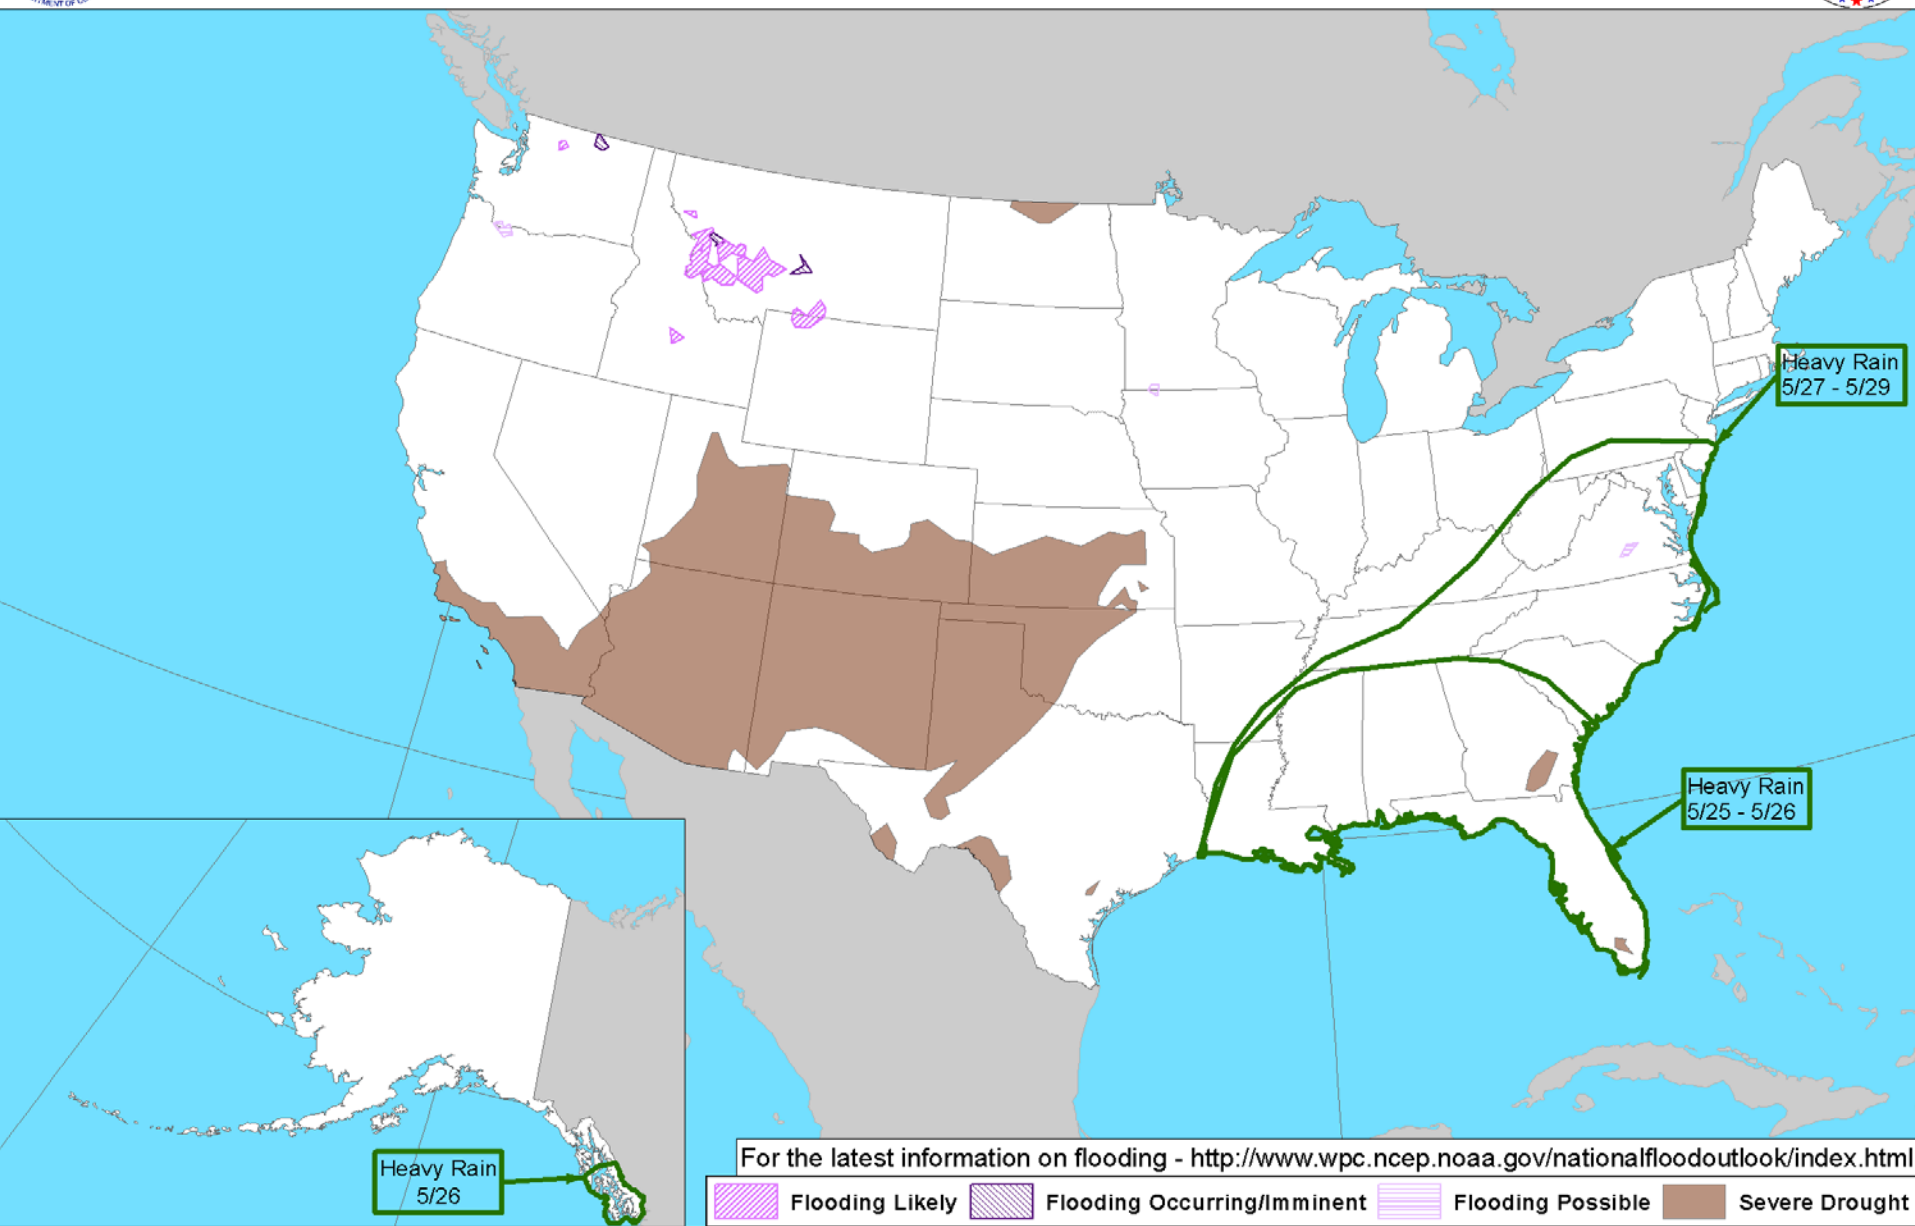 TMENT OF C
Heavy Rain
5/27 - 5/29
Heavy Rain
5/25 - 5/26
Heavy Rain
5/26
For the latest information on flooding - http://www.wpc.ncep.noaa.gov/nationalfloodoutlook/index.html
Flooding Likely
Flooding Occurring/Imminent
Flooding Possible
Severe Drought